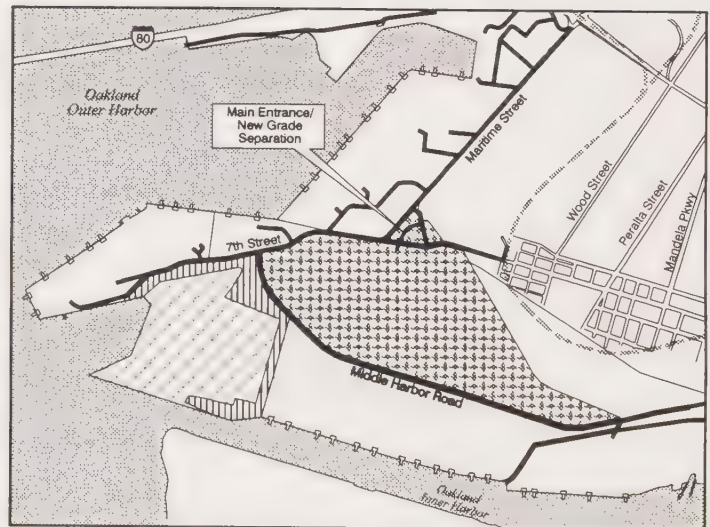 80
Oakland
Outer Harbor
Main Entrance/
New Grade
Separation
Maritime Street
Wood Street
Peralta Street
Mandela Pkwy
7th Street
Middle Harbor Road
Oakland
Inner Harbor